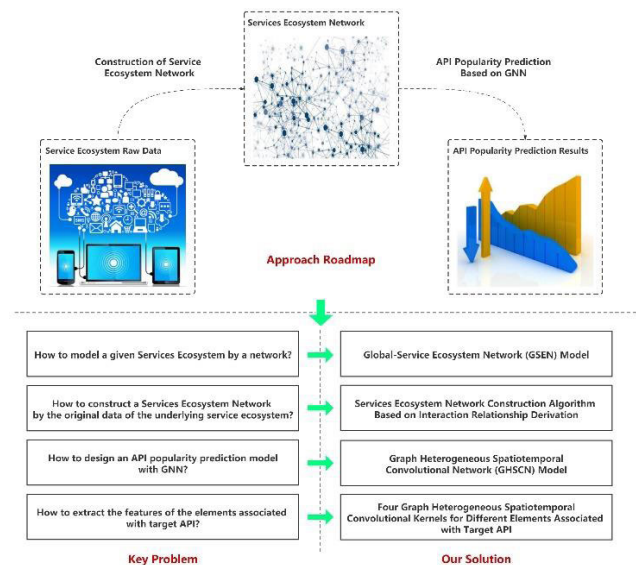 Services Ecosystem Network
Construction of Service
Ecosystem Network
API Popularity Prediction
Based on GNN
Service Ecosystem Raw Data
API Popularity Prediction Results
Approach Roadmap
How to model a given Services Ecosystem by a network?
Global-Service Ecosystem Network (GSEN) Model
How to construct a Services Ecosystem Network
by the original data of the underlying service ecosystem?
Services Ecosystem Network Construction Algorithm
Based on Interaction Relationship Derivation
How to design an API popularity prediction model
with GNN?
Graph Heterogeneous Spatiotemporal
Convolutional Network (GHSCN) Model
How to extract the features of the elements associated
with target API?
Four Graph Heterogeneous Spatiotemporal
Convolutional Kernels for Different Elements Associated
with Target API
Key Problem
Our Solution